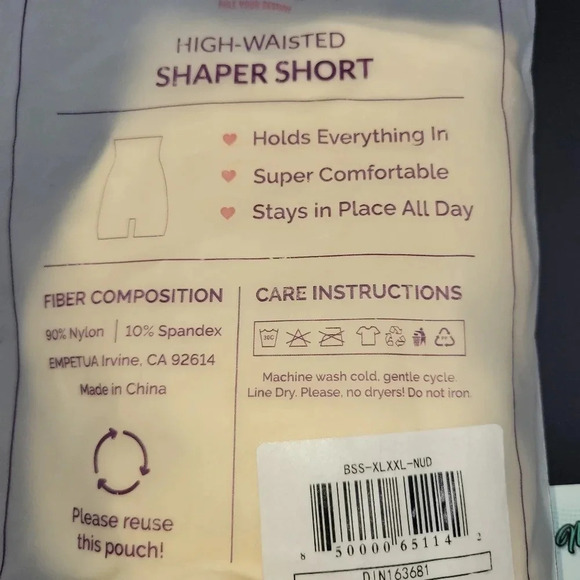 HIGH-WAISTED
SHAPER SHORT
Holds Everything In
Super Comfortable
Stays in Place All Day
FIBER COMPOSITION
90% Nylon | 10% Spandex
EMPETUA Irvine, CA 92614
Made in China
Please reuse
this pouch!
CARE INSTRUCTIONS
30C
Machine wash cold, gentle cycle.
Line Dry. Please, no dryers! Do not iron.
BSS-XLXXL-NUD
8 50000 65114 2
DIN163681